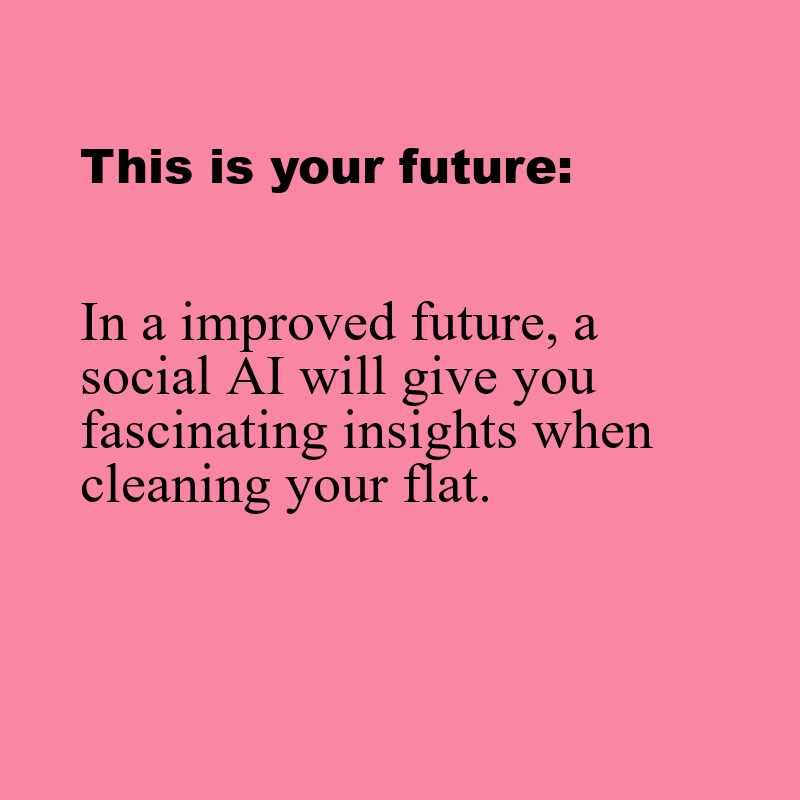 This is your future:
In a improved future, a
social AI will give you
fascinating insights when
cleaning your flat.